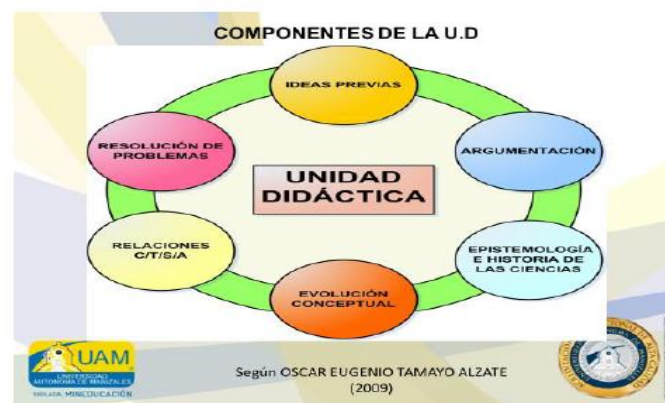 COMPONENTES DE LA U.D
IDEAS PREVIAS
RESOLUCIÓN DE
PROBLEMAS
ARGUMENTACIÓN
UNIDAD
DIDÁCTICA
RELACIONES
C/T/S/A
EPISTEMOLOGÍA
E HISTORIA DE
LAS CIENCIAS
EVOLUCIÓN
CONCEPTUAL
UAM
UNIVERSIDAD
AUTÓNOMA DE MANIZALES
VIGILADA MINEDUCACIÓN
Según OSCAR EUGENIO TAMAYO ALZATE
(2009)